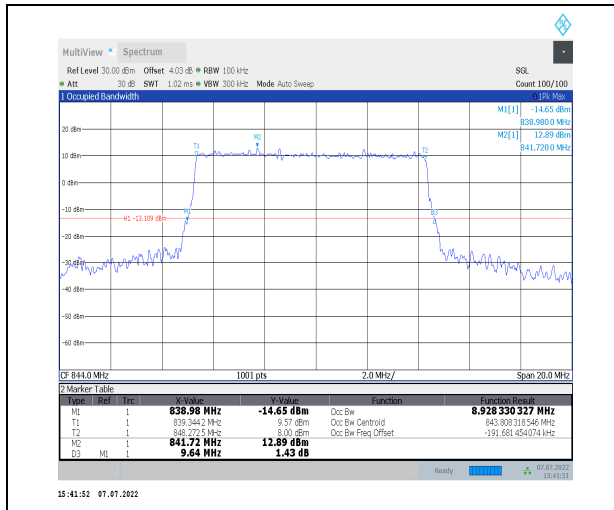 MultiView Spectrum
Ref Level 30.00 dBm Offset 4.03 dB RBW 100 kHz SGL
Att 30 dB SWT 1.02 ms VBW 300 kHz Mode Auto Sweep Count 100/100
1 Occupied Bandwidth 1Pk Max
M1[1] -14.65 dBm
838.9800 MHz
M2[1] 12.89 dBm
841.7200 MHz
20 dBm
M2
T1 T2
10 dBm
0 dBm
-10 dBm
M1 D3
H1 -13.109 dBm
-20 dBm
-30 dBm
-40 dBm
-50 dBm
-60 dBm
CF 844.0 MHz 1001 pts 2.0 MHz/ Span 20.0 MHz
2 Marker Table
Type Ref Trc X-Value Y-Value Function Function Result
M1 1 838.98 MHz -14.65 dBm Occ Bw 8.928 330 327 MHz
T1 1 839.344 2 MHz 9.57 dBm Occ Bw Centroid 843.808 318 546 MHz
T2 1 848.272 5 MHz 8.00 dBm Occ Bw Freq Offset -191.681 454 074 kHz
M2 1 841.72 MHz 12.89 dBm
D3 M1 1 9.64 MHz 1.43 dB
Ready 07.07.2022
15:41:51
15:41:52 07.07.2022